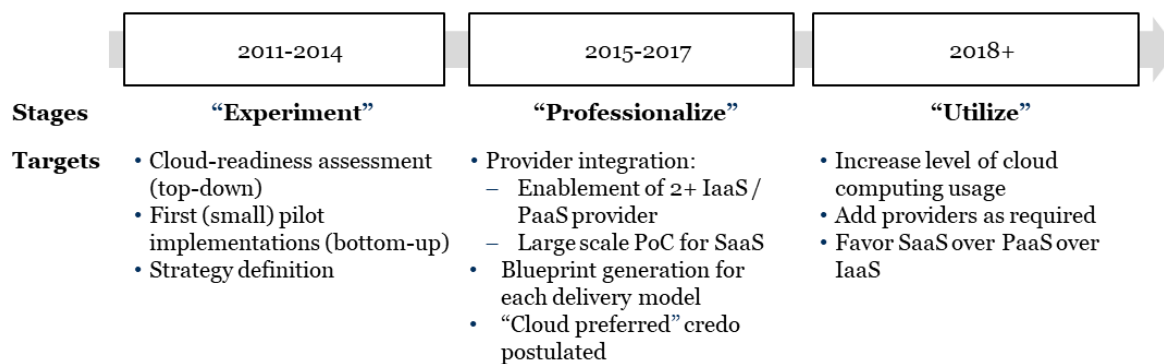 2011-2014
2015-2017
2018+
Stages
“Experiment”
“Professionalize”
“Utilize”
Targets
• Cloud-readiness assessment
(top-down)
• First (small) pilot
implementations (bottom-up)
• Strategy definition
• Provider integration:
– Enablement of 2+ IaaS /
PaaS provider
– Large scale PoC for SaaS
• Blueprint generation for
each delivery model
• “Cloud preferred” credo
postulated
• Increase level of cloud
computing usage
• Add providers as required
• Favor SaaS over PaaS over
IaaS